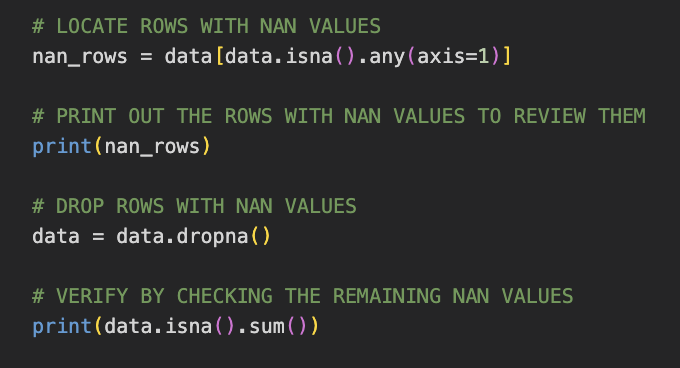 # LOCATE ROWS WITH NAN VALUES
nan_rows = data[data.isna().any(axis=1)]
# PRINT OUT THE ROWS WITH NAN VALUES TO REVIEW THEM
print(nan_rows)
# DROP ROWS WITH NAN VALUES
data = data.dropna()
# VERIFY BY CHECKING THE REMAINING NAN VALUES
print(data.isna().sum())